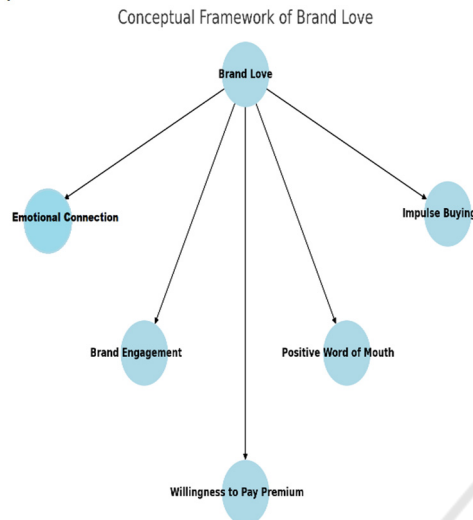 Conceptual Framework of Brand Love
Brand Love
Emotional Connection
Impulse Buying
Brand Engagement
Positive Word of Mouth
Willingness to Pay Premium